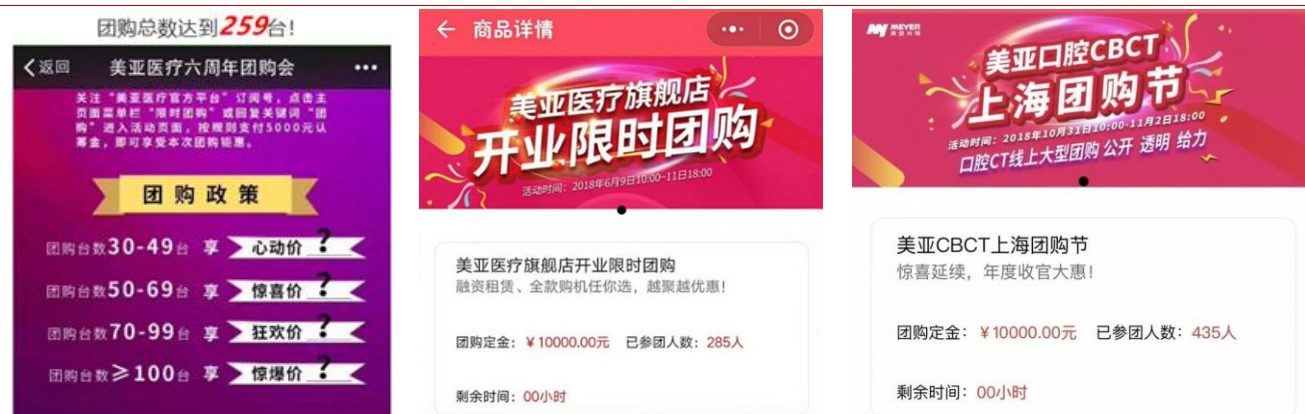 团购总数达到259台!
返回 美亚医疗六周年团购会
关注“美亚医疗官方平台”订阅号，点击主
页面菜单栏“限时团购”或回复关键词“团
购”进入活动页面，按规则支付5000元认
筹金，即可享受本次团购钜惠。
团购政策
团购台数30-49台 享 心动价 ?
团购台数50-69台 享 惊喜价 ?
团购台数70-99台 享 狂欢价 ?
团购台数≥100台 享 惊爆价 ?
商品详情
美亚医疗旗舰店
开业限时团购
活动时间：2018年6月9日10:00-11日18:00
美亚医疗旗舰店开业限时团购
融资租赁、全款购机任你选，越聚越优惠!
团购定金：￥10000.00元 已参团人数：285人
剩余时间：00小时
MEYER
美亚光电
美亚口腔CBCT
上海团购节
活动时间：2018年10月31日10:00-11月2日18:00
口腔CT线上大型团购 公开 透明 给力
美亚CBCT上海团购节
惊喜延续，年度收官大惠!
团购定金：￥10000.00元 已参团人数：435人
剩余时间：00小时